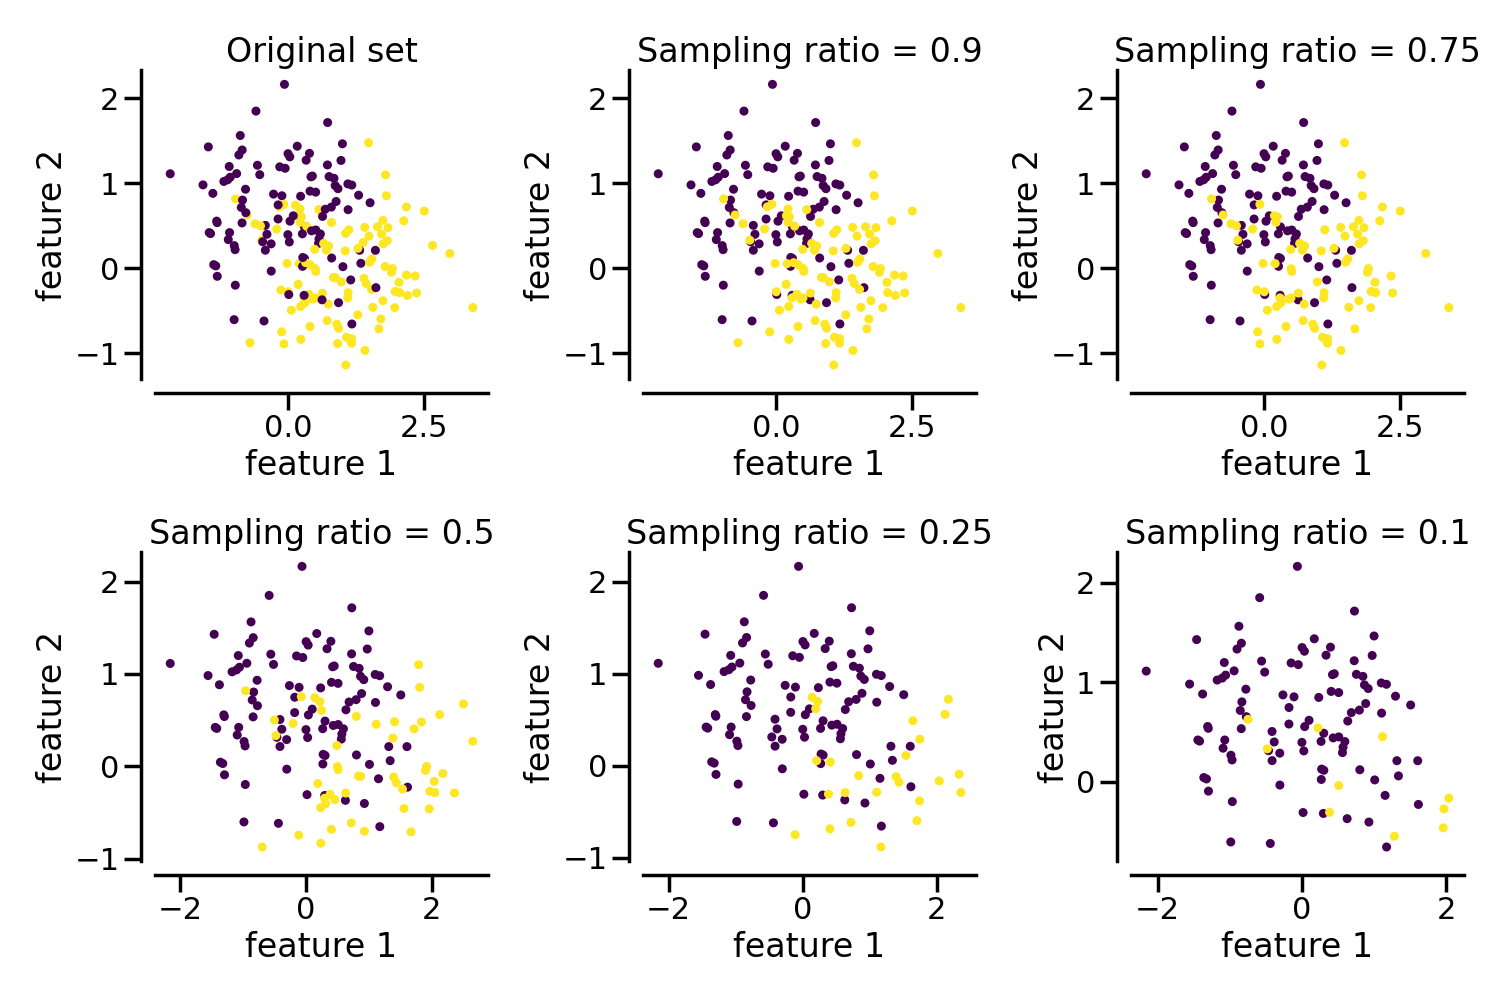 Original set
Sampling ratio = 0.9
Sampling ratio = 0.75
feature 2
2
1
0
−1
0.0
2.5
feature 1
feature 2
2
1
0
−1
0.0
2.5
feature 1
feature 2
2
1
0
−1
0.0
2.5
feature 1
Sampling ratio = 0.5
Sampling ratio = 0.25
Sampling ratio = 0.1
feature 2
2
1
0
−1
−2
0
2
feature 1
feature 2
2
1
0
−1
−2
0
2
feature 1
feature 2
2
1
0
−2
0
2
feature 1